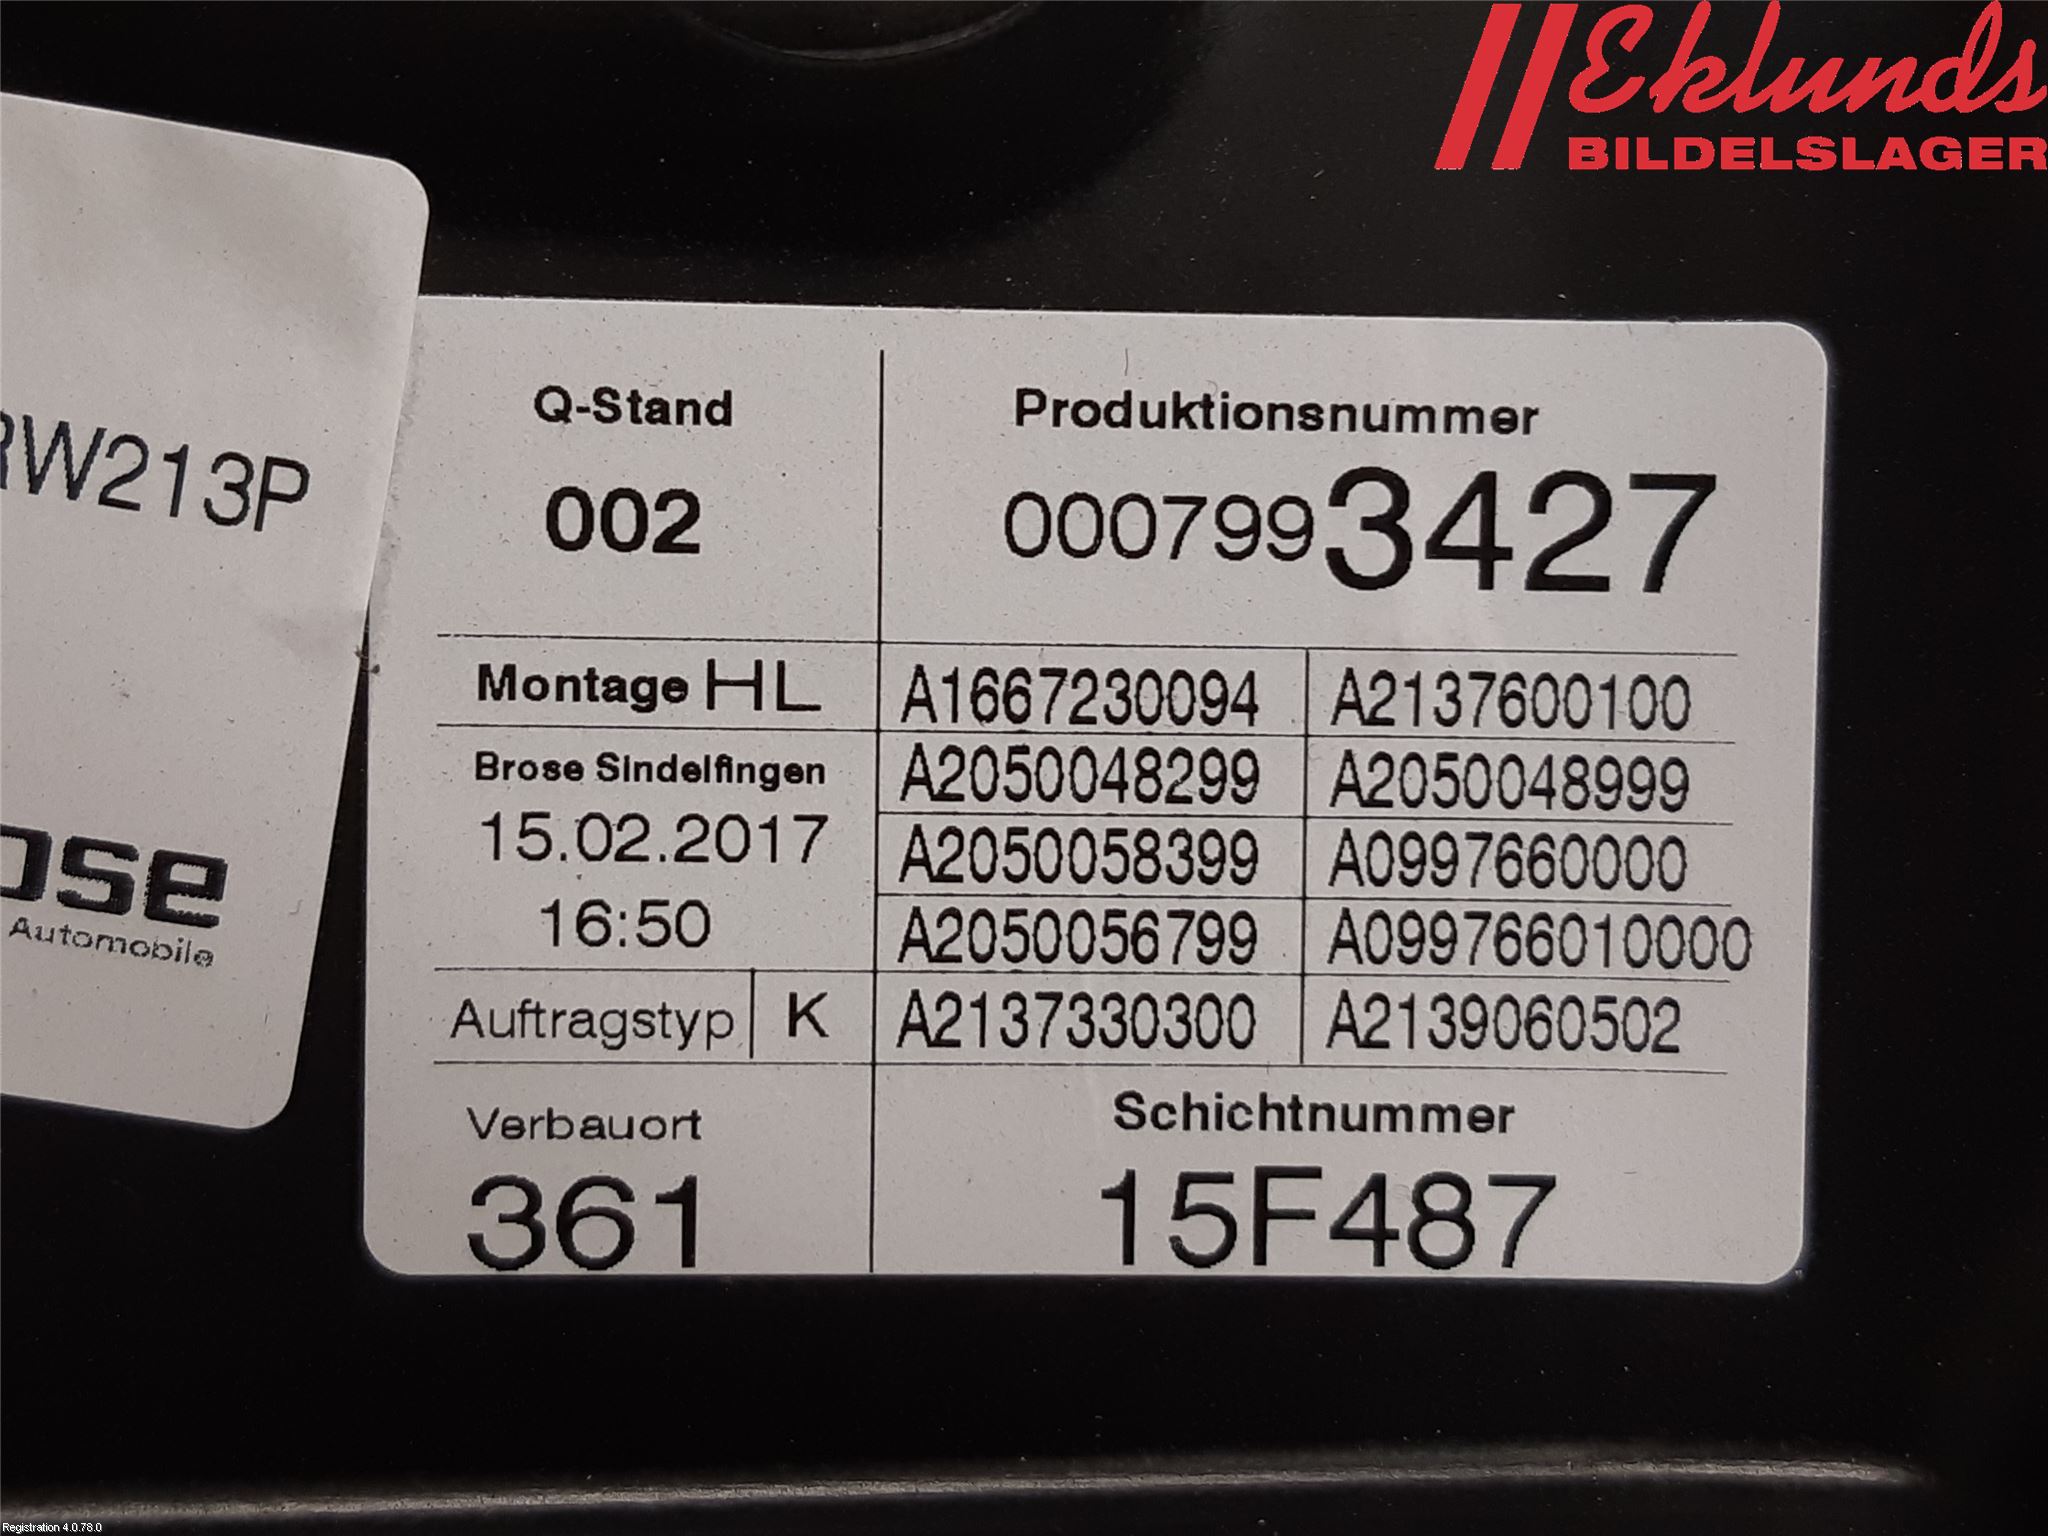 Eklunds
BILDELSLAGER
RW213P
ose
Automobile
Q-Stand
002
Produktionsnummer
0007993427
Montage HL
Brose Sindelfingen
15.02.2017
16:50
Auftragstyp K
A1667230094 A2137600100
A2050048299 A2050048999
A2050058399 A0997660000
A2050056799 A099766010000
A2137330300 A2139060502
Verbauort
361
Schichtnummer
15F487
Registration 4.0.78.0